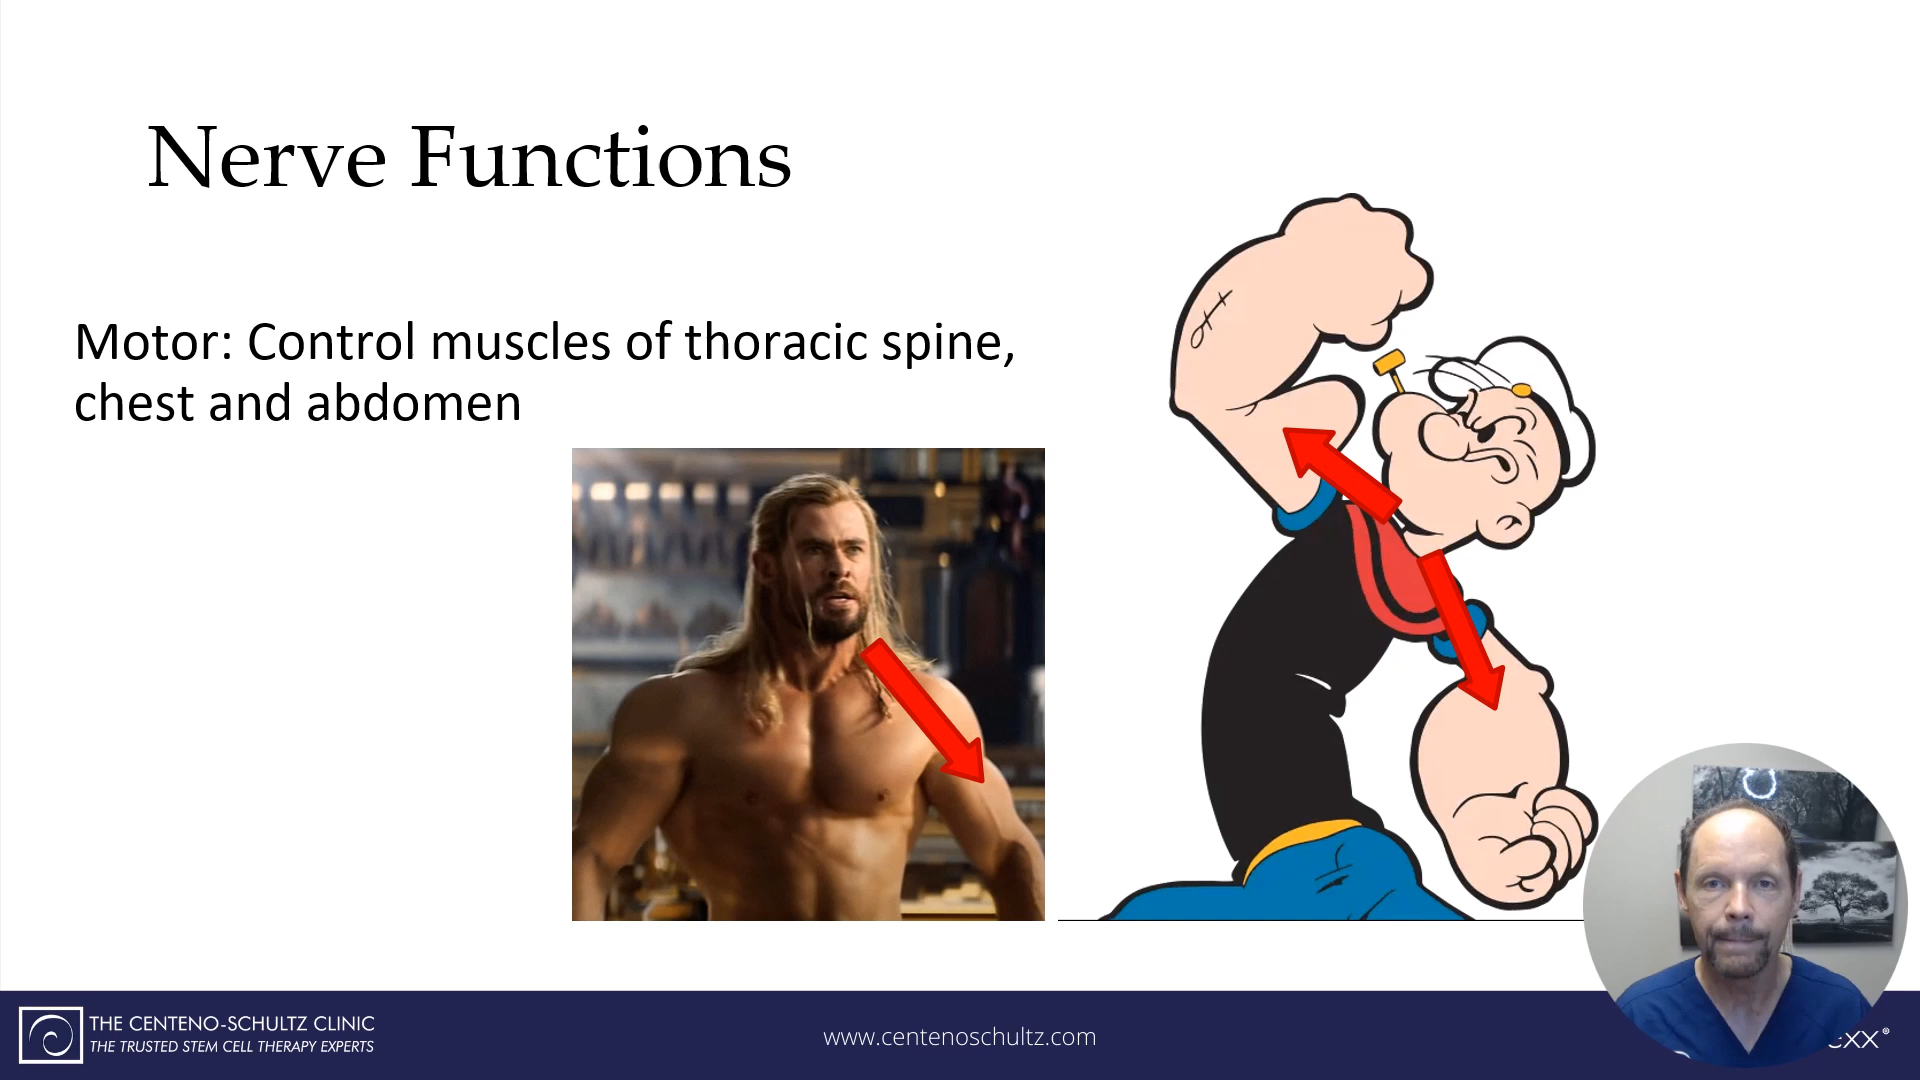 Nerve Functions
Motor: Control muscles of thoracic spine,
chest and abdomen
THE CENTENO-SCHULTZ CLINIC
THE TRUSTED STEM CELL THERAPY EXPERTS
www.centenoschultz.com